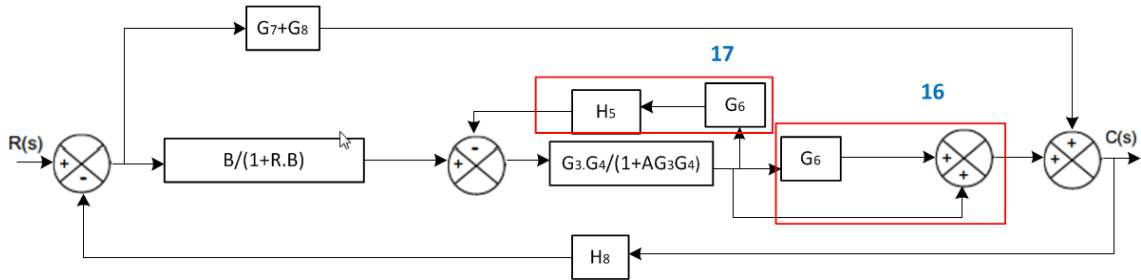 G7+G8
17
16
H5
G6
R(s)
+
-
B/(1+R.B)
+
-
G3.G4/(1+AG3G4)
G6
+
+
+
+
C(s)
H8